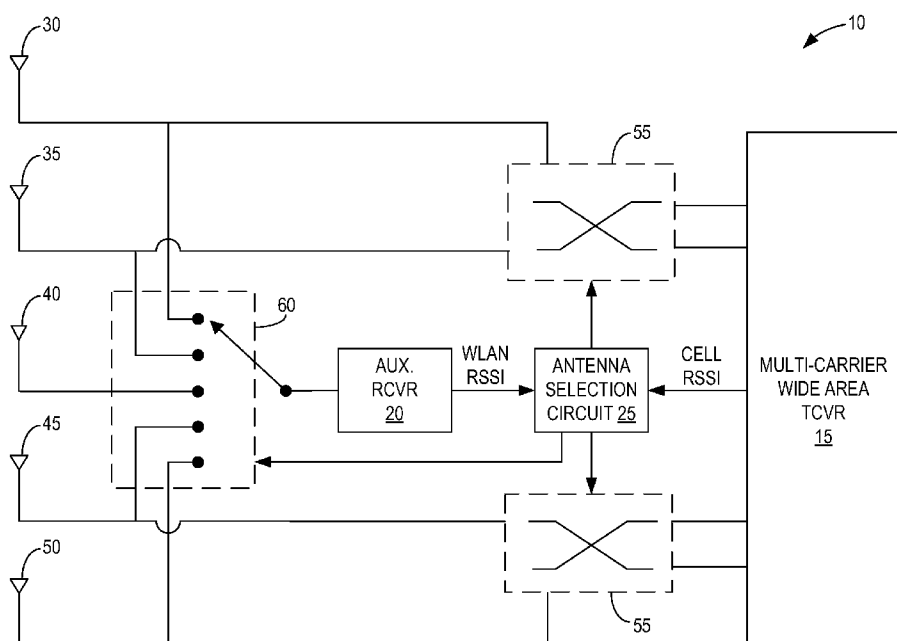 30
10
35
55
40
60
AUX.
RCVR
20
WLAN
RSSI
ANTENNA
SELECTION
CIRCUIT 25
CELL
RSSI
MULTI-CARRIER
WIDE AREA
TCVR
15
45
50
55